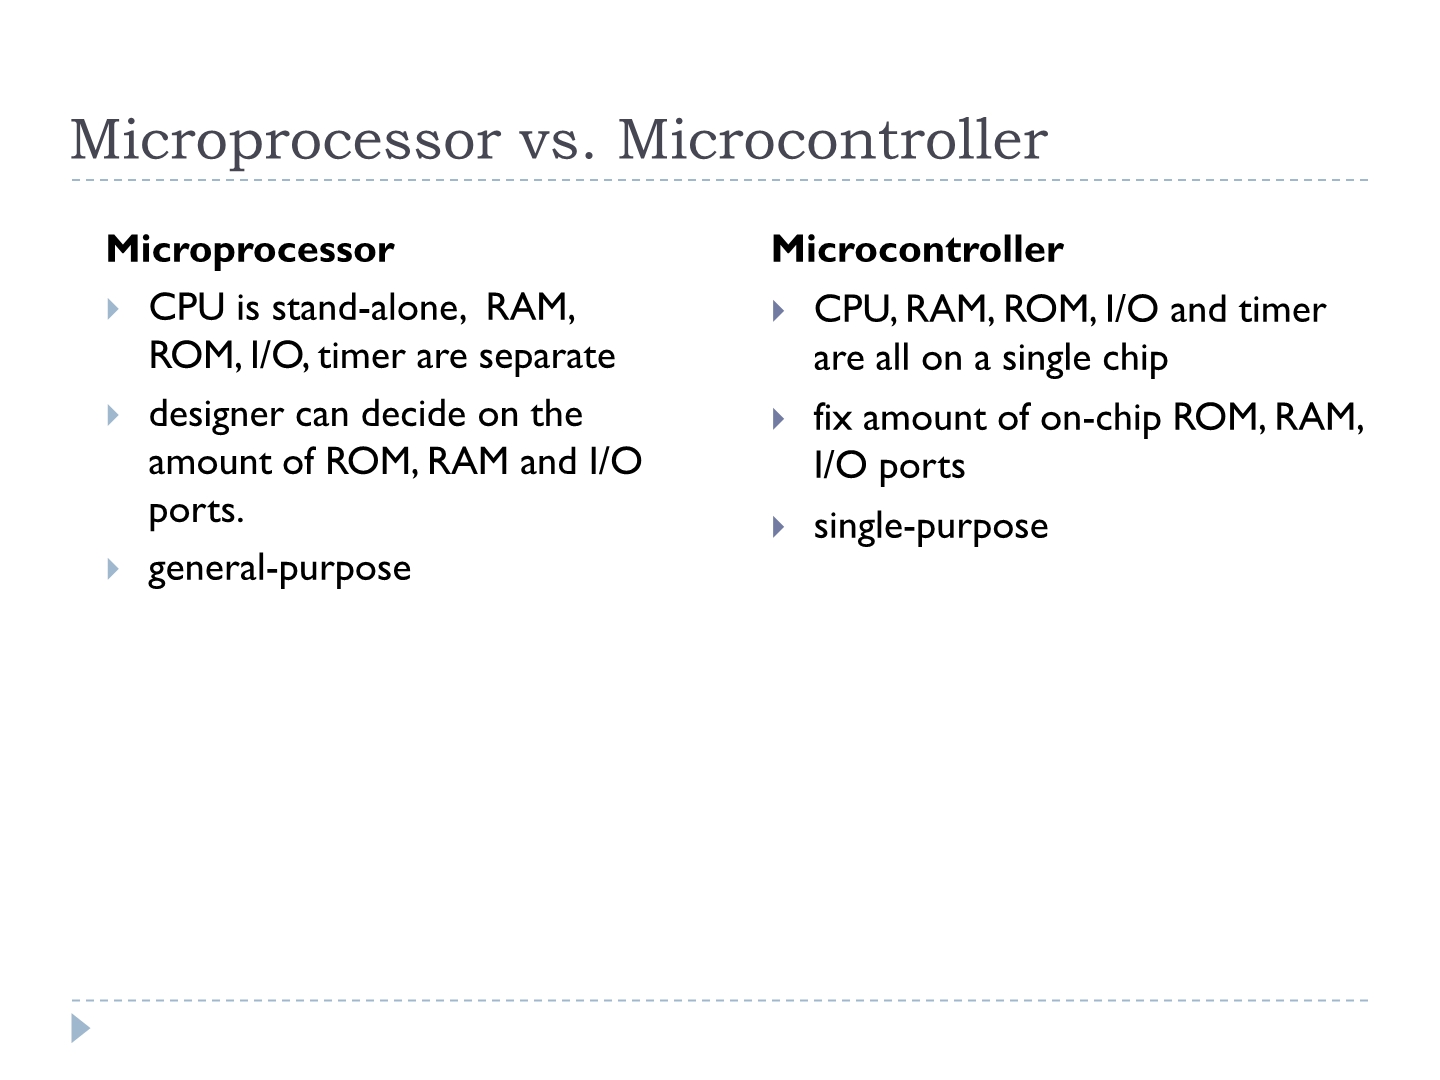 Microprocessor vs. Microcontroller
Microprocessor
CPU is stand-alone,  RAM,
ROM, I/O, timer are separate
designer can decide on the
amount of ROM, RAM and I/O
ports.
general-purpose
Microcontroller
CPU, RAM, ROM, I/O and timer
are all on a single chip
fix amount of on-chip ROM, RAM,
I/O ports
single-purpose